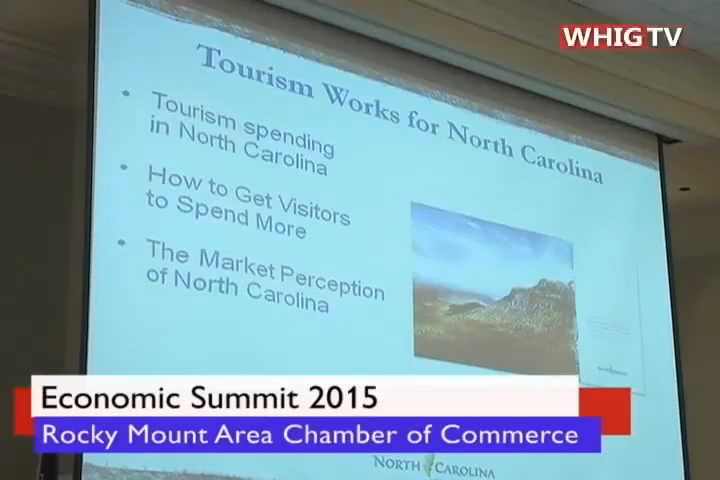 WHIG TV
Tourism Works for North Carolina
• Tourism spending
in North Carolina
• How to Get Visitors
to Spend More
• The Market Perception
of North Carolina
Economic Summit 2015
Rocky Mount Area Chamber of Commerce
NORTH CAROLINA